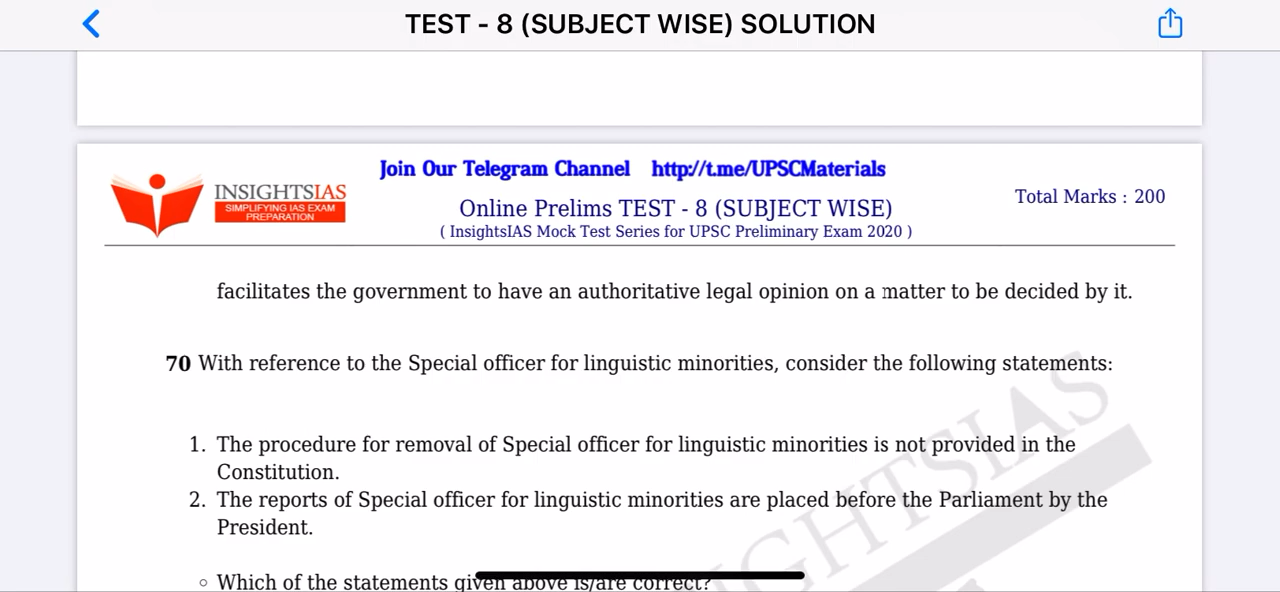 TEST - 8 (SUBJECT WISE) SOLUTION
Join Our Telegram Channel http://t.me/UPSCMaterials
INSIGHTSIAS
SIMPLIFYING IAS EXAM
PREPARATION
Online Prelims TEST - 8 (SUBJECT WISE)
Total Marks : 200
( InsightsIAS Mock Test Series for UPSC Preliminary Exam 2020 )
facilitates the government to have an authoritative legal opinion on a matter to be decided by it.
70 With reference to the Special officer for linguistic minorities, consider the following statements:
1. The procedure for removal of Special officer for linguistic minorities is not provided in the
Constitution.
2. The reports of Special officer for linguistic minorities are placed before the Parliament by the
President.
○ Which of the statements given above is/are correct?
GHTSIAS